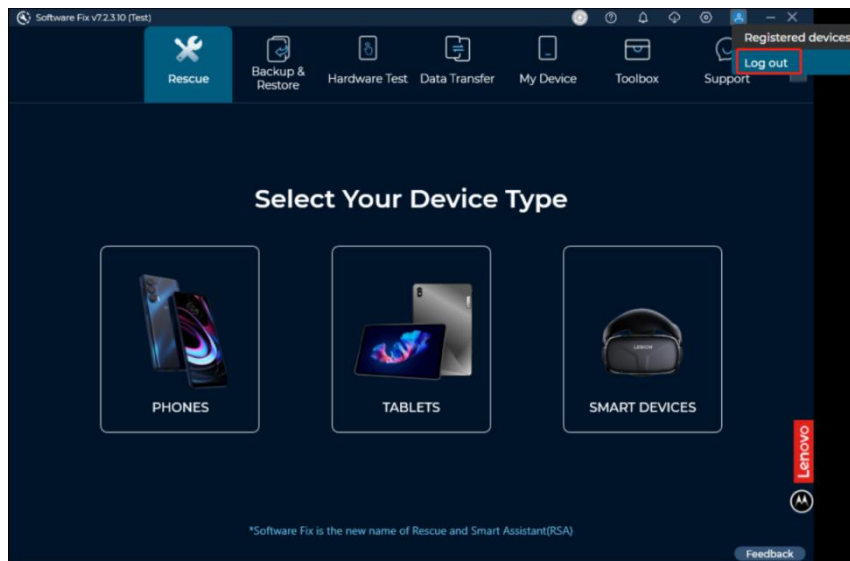 Software Fix v7.2.3.10 (Test)
Registered devices
Log out
Rescue
Backup &
Restore
Hardware Test
Data Transfer
My Device
Toolbox
Support
Select Your Device Type
LEGION
PHONES
TABLETS
SMART DEVICES
Lenovo
*Software Fix is the new name of Rescue and Smart Assistant(RSA)
Feedback